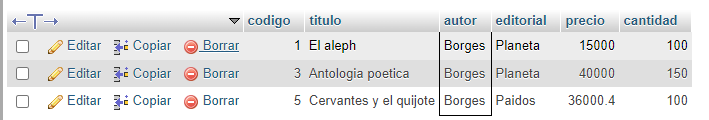 codigo titulo autor editorial precio cantidad
Editar Copiar Borrar 1 El aleph Borges Planeta 15000 100
Editar Copiar Borrar 3 Antologia poetica Borges Planeta 40000 150
Editar Copiar Borrar 5 Cervantes y el quijote Borges Paidos 36000.4 100